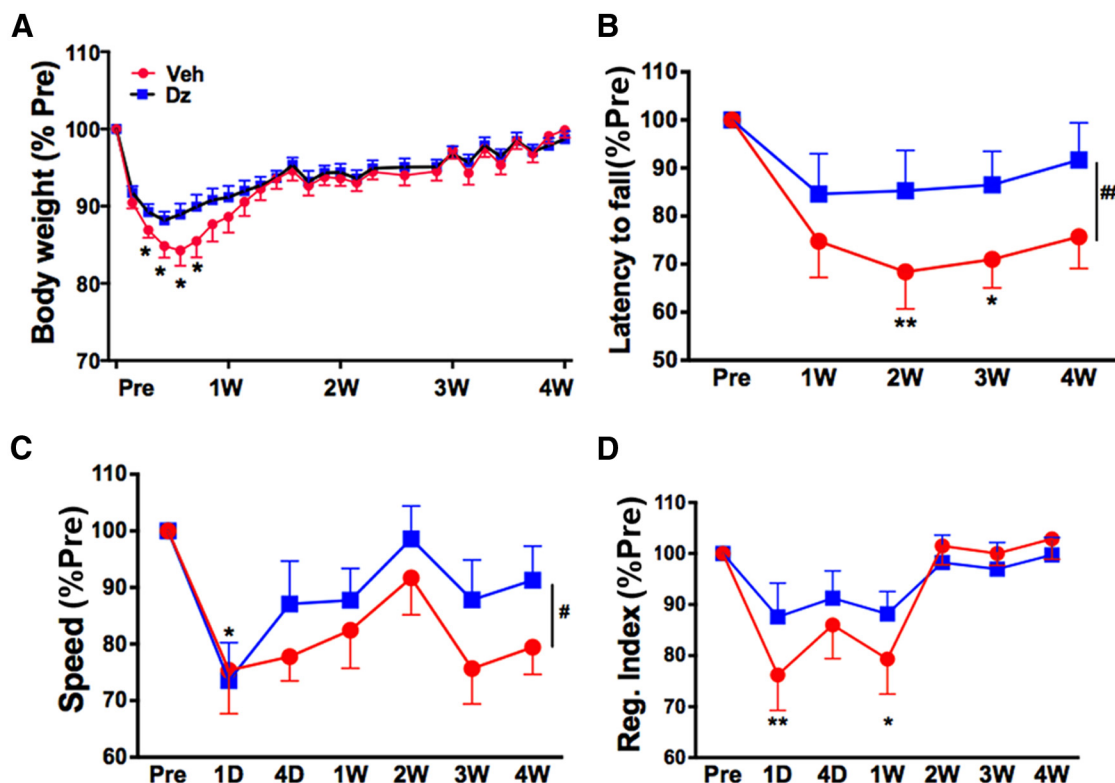 A
Body weight (% Pre)
110
100
90
80
70
Veh
Dz
*
*
*
*
Pre 1W 2W 3W 4W
B
Latency to fall(%Pre)
110
100
90
80
70
60
50
**
*
##
Pre 1W 2W 3W 4W
C
Speed (%Pre)
110
100
90
80
70
60
*
#
Pre 1D 4D 1W 2W 3W 4W
D
Reg. Index (%Pre)
110
100
90
80
70
60
**
*
Pre 1D 4D 1W 2W 3W 4W